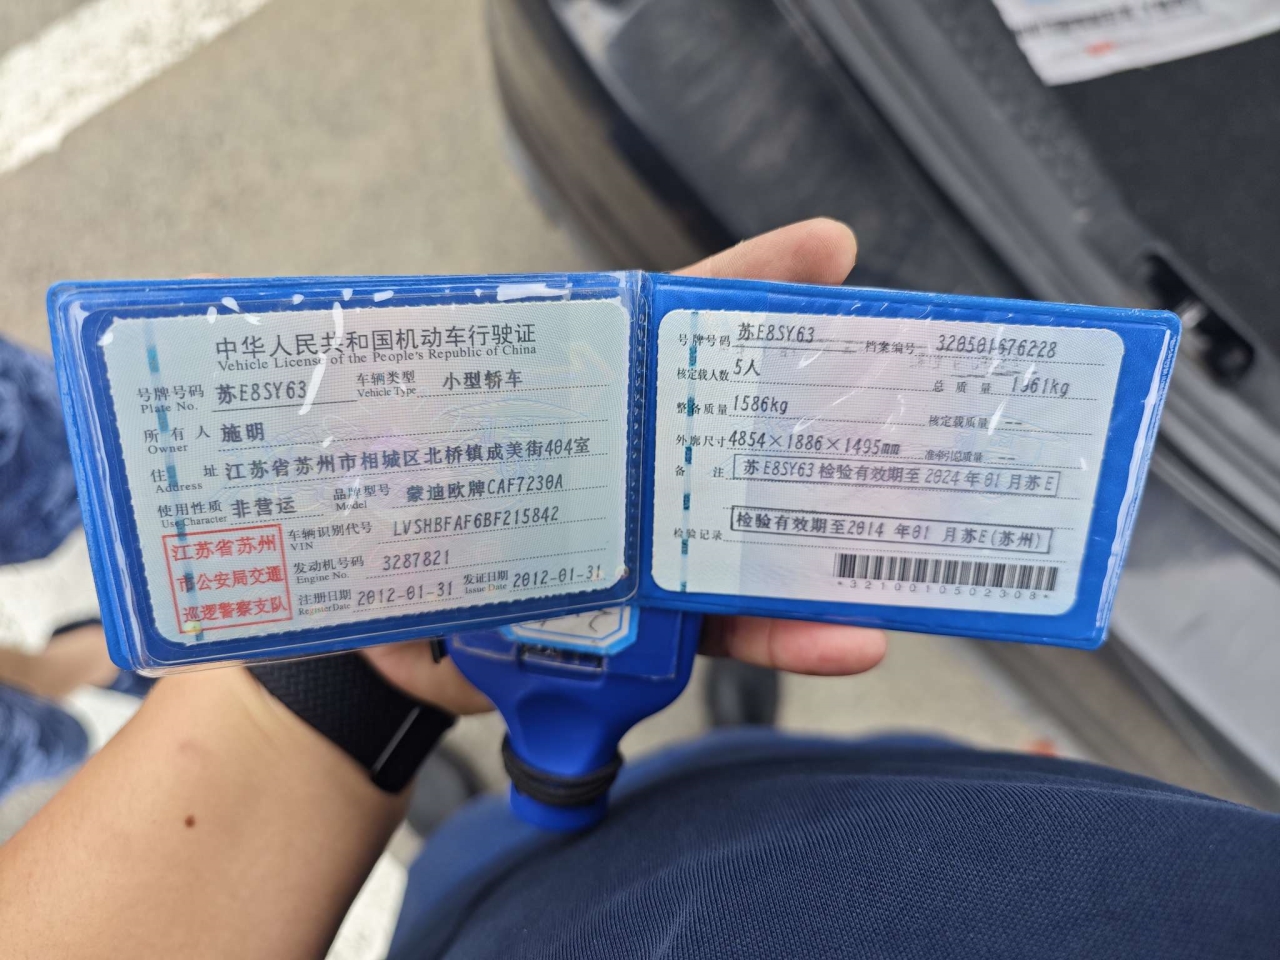 中华人民共和国机动车行驶证
Vehicle License of the People's Republic of China
号牌号码 苏E8SY63 车辆类型 小型轿车
Plate No. Vehicle Type
所有人 施明
Owner
住址 江苏省苏州市相城区北桥镇成美街404室
Address
使用性质 非营运 品牌型号 蒙迪欧牌CAF7230A
Use Character Model
江苏省苏州
市公安局交通
巡逻警察支队
车辆识别代号 LVSHBFAF6BF215842
VIN
发动机号码 3287821
Engine No.
注册日期 2012-01-31 发证日期 2012-01-31
Register Date Issue Date
号牌号码 苏E8SY63 档案编号 320501676228
核定载人数 5人 总质量 1961kg
整备质量 1586kg 核定载质量 --
外廓尺寸 4854×1886×1495mm 准牵引总质量 --
备注 苏E8SY63检验有效期至2024年01月苏E
检验记录 检验有效期至2014年01月苏E(苏州)
*3210010502308*